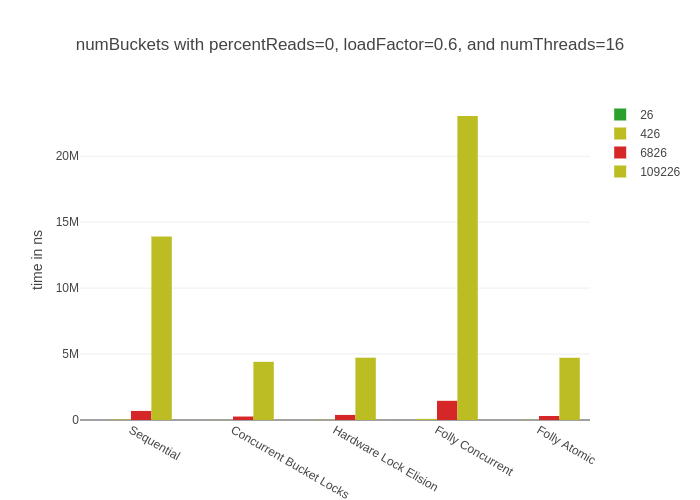 numBuckets with percentReads=0, loadFactor=0.6, and numThreads=16
26
426
6826
109226
time in ns
20M
15M
10M
5M
0
Sequential
Concurrent Bucket Locks
Hardware Lock Elision
Folly Concurrent
Folly Atomic